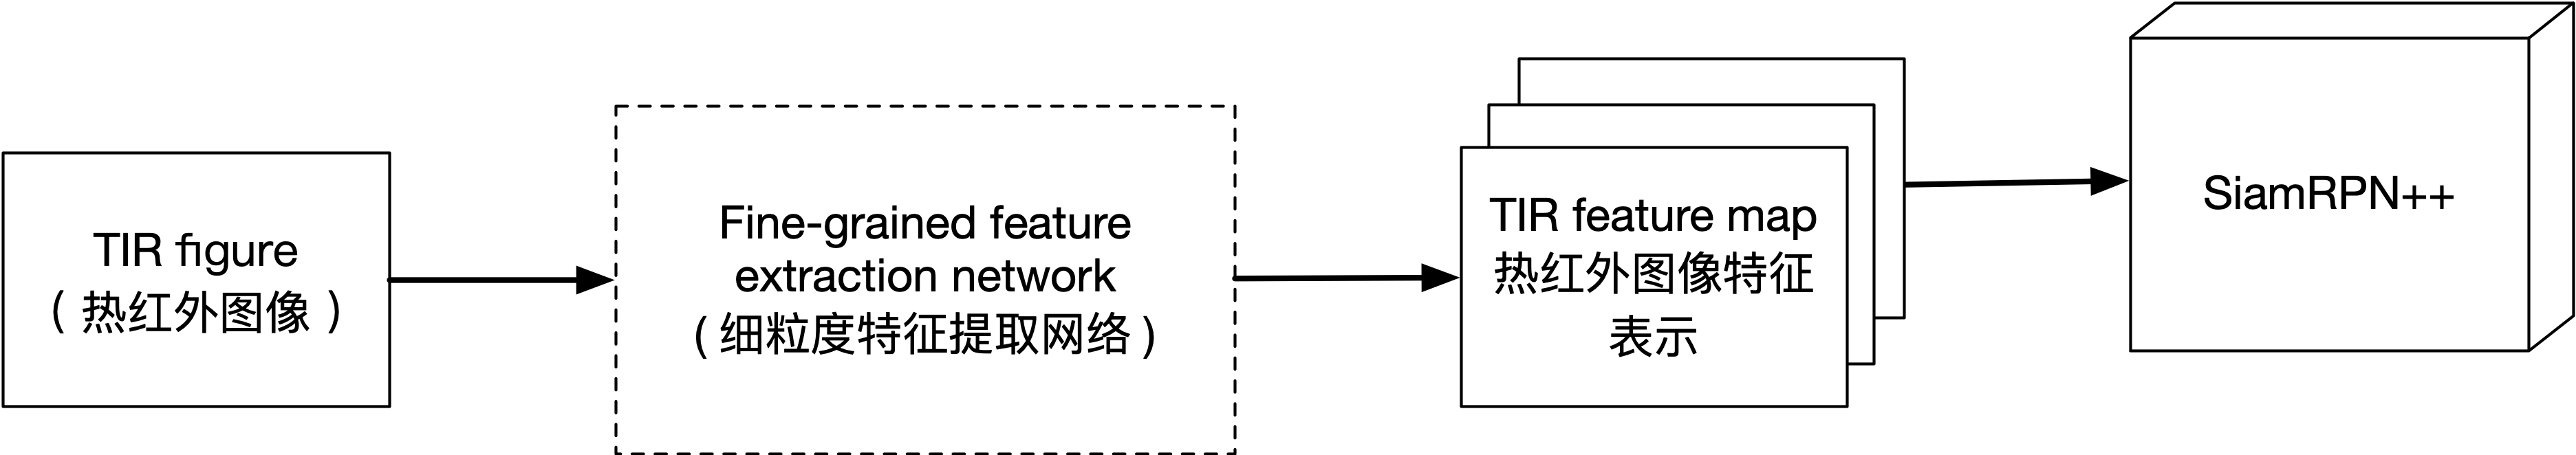 TIR figure
（热红外图像）
Fine-grained feature
extraction network
（细粒度特征提取网络）
TIR feature map
热红外图像特征
表示
SiamRPN++